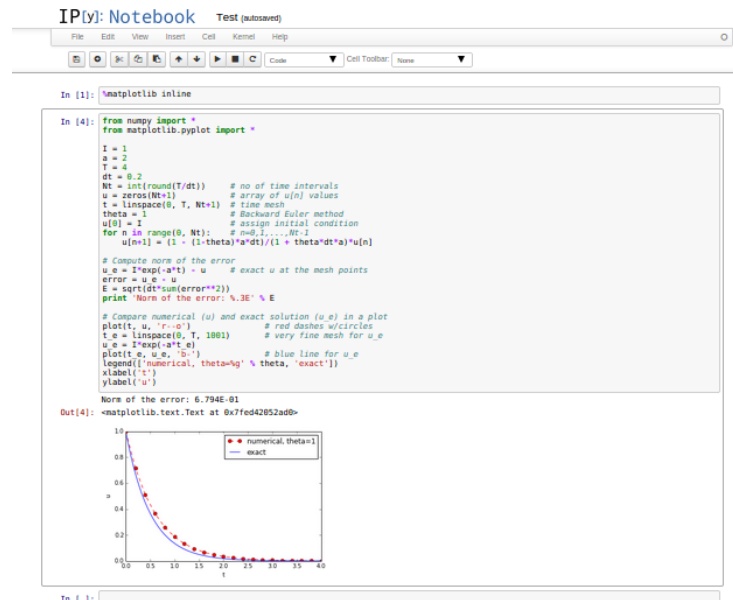 IP[y]: Notebook Test (autosaved)
File Edit View Insert Cell Kernel Help
Code Cell Toolbar: None
In [1]: %matplotlib inline
In [4]: from numpy import *
from matplotlib.pyplot import *
I = 1
a = 2
T = 4
dt = 0.2
Nt = int(round(T/dt)) # no of time intervals
u = zeros(Nt+1) # array of u[n] values
t = linspace(0, T, Nt+1) # time mesh
theta = 1 # Backward Euler method
u[0] = I # assign initial condition
for n in range(0, Nt): # n=0,1,...,Nt-1
u[n+1] = (1 - (1-theta)*a*dt)/(1 + theta*dt*a)*u[n]
# Compute norm of the error
u_e = I*exp(-a*t) - u # exact u at the mesh points
error = u_e - u
E = sqrt(dt*sum(error**2))
print 'Norm of the error: %.3E' % E
# Compare numerical (u) and exact solution (u_e) in a plot
plot(t, u, 'r--o') # red dashes w/circles
t_e = linspace(0, T, 1001) # very fine mesh for u_e
u_e = I*exp(-a*t_e)
plot(t_e, u_e, 'b-') # blue line for u_e
legend(['numerical, theta=%g' % theta, 'exact'])
xlabel('t')
ylabel('u')
Norm of the error: 6.794E-01
Out[4]: <matplotlib.text.Text at 0x7fed42052ad0>
1.0
numerical, theta=1
exact
0.8
0.6
u
0.4
0.2
0.0
0.0 0.5 1.0 1.5 2.0 2.5 3.0 3.5 4.0
t
In [ ]: